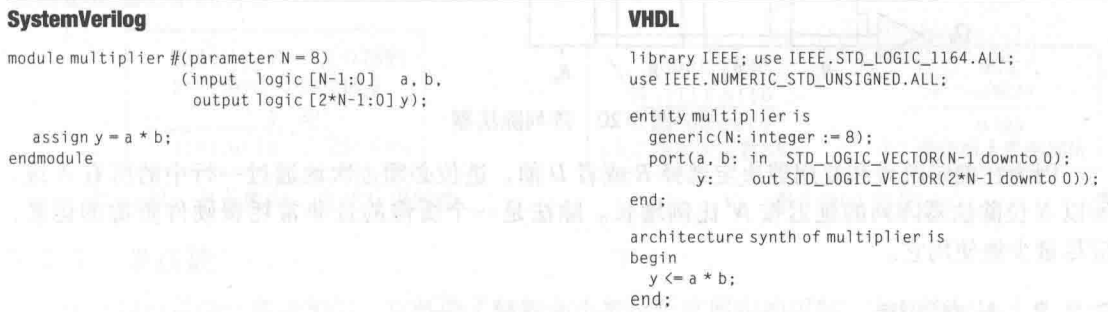 SystemVerilog
module multiplier #(parameter N = 8)
(input logic [N-1:0] a, b,
output logic [2*N-1:0] y);
assign y = a * b;
endmodule
VHDL
library IEEE; use IEEE.STD_LOGIC_1164.ALL;
use IEEE.NUMERIC_STD_UNSIGNED.ALL;
entity multiplier is
generic(N: integer := 8);
port(a, b: in STD_LOGIC_VECTOR(N-1 downto 0);
y: out STD_LOGIC_VECTOR(2*N-1 downto 0));
end;
architecture synth of multiplier is
begin
y <= a * b;
end;